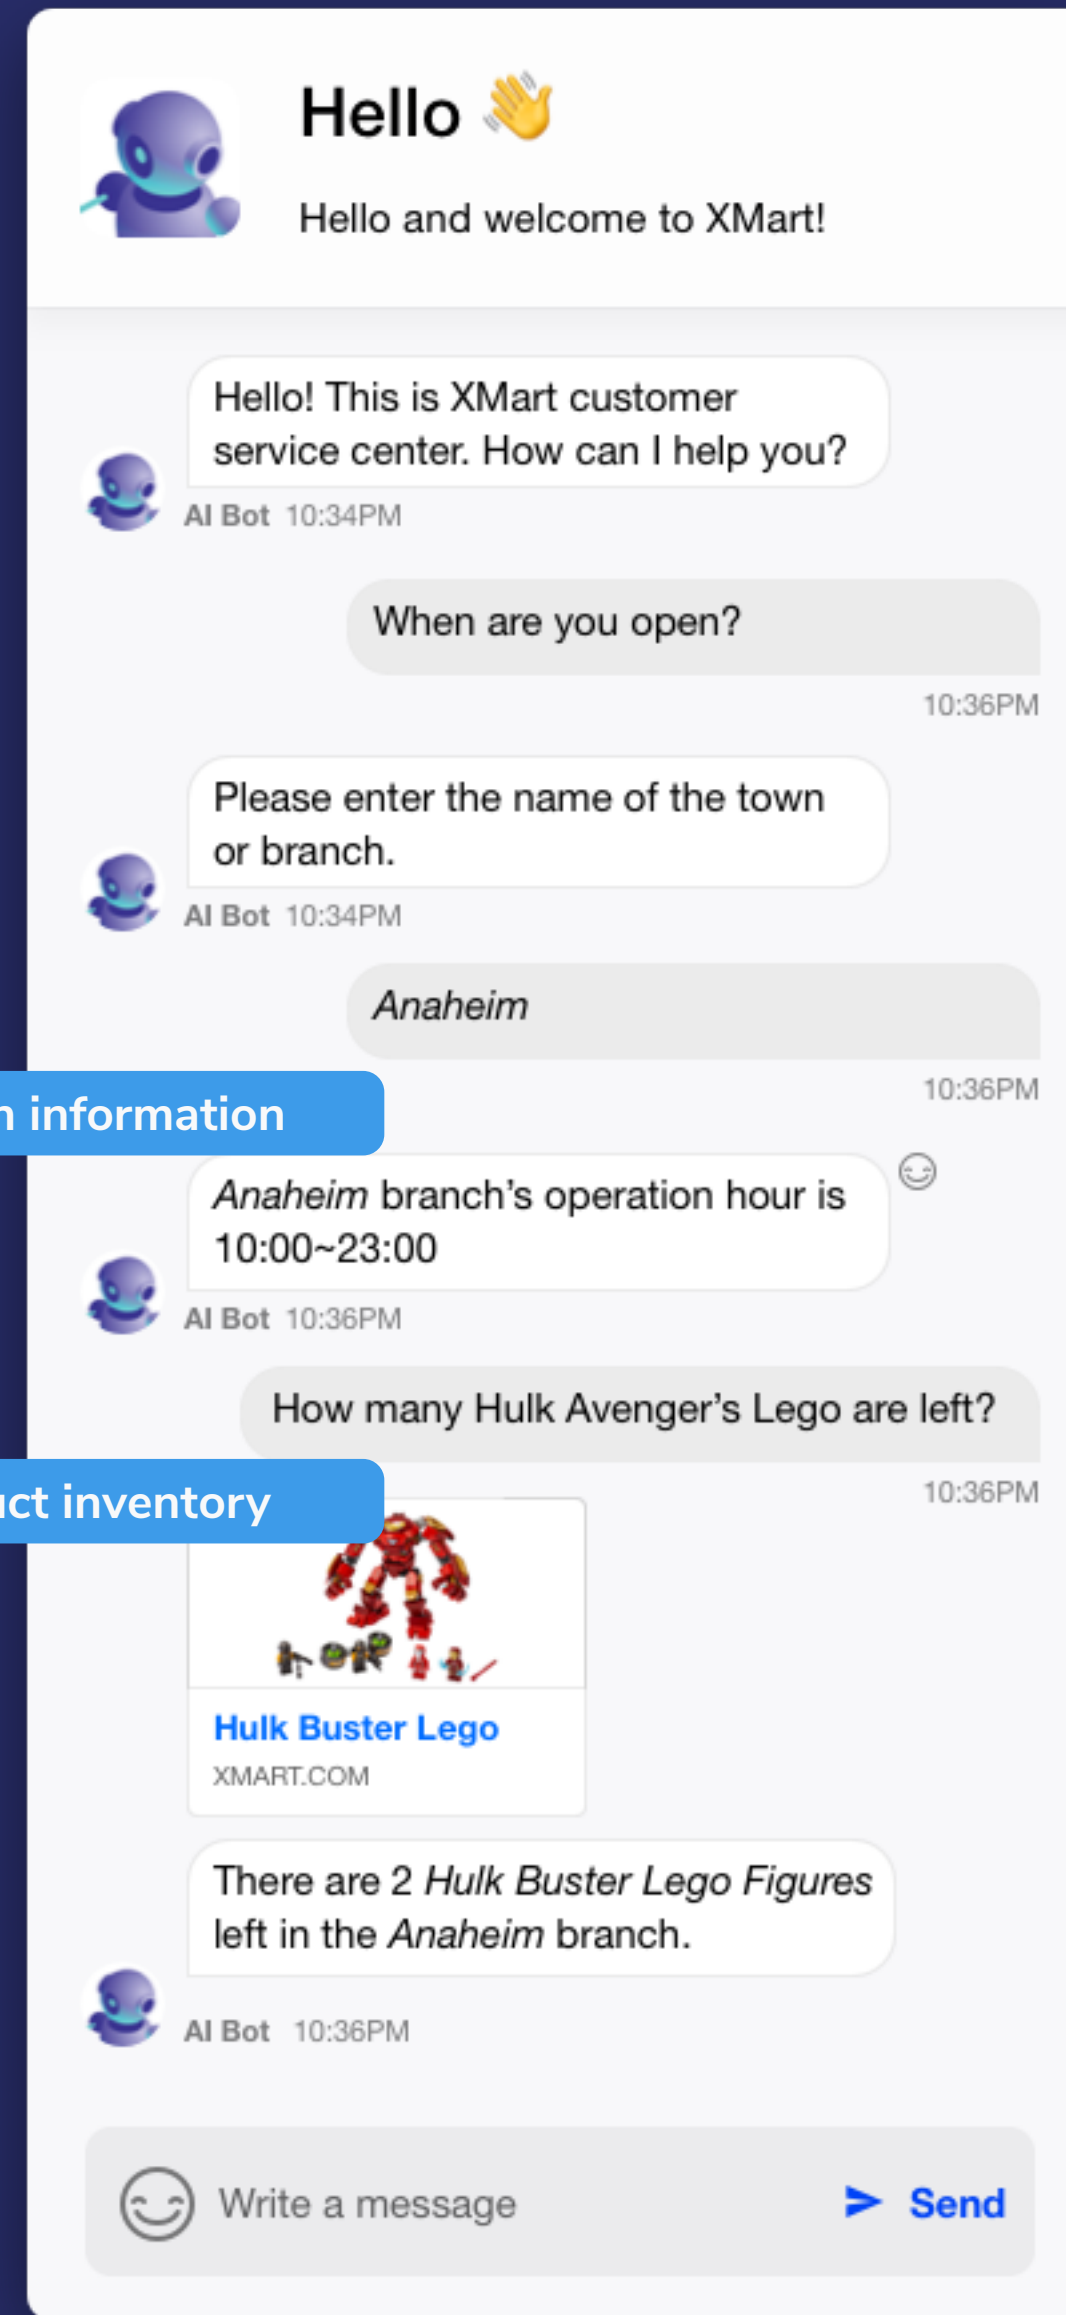 Hello 👋
Hello and welcome to XMart!
Hello! This is XMart customer
service center. How can I help you?
AI Bot 10:34PM
When are you open?
10:36PM
Please enter the name of the town
or branch.
AI Bot 10:34PM
Anaheim
10:36PM
information
Anaheim branch's operation hour is
10:00~23:00
AI Bot 10:36PM
How many Hulk Avenger's Lego are left?
10:36PM
inventory
Hulk Buster Lego
XMART.COM
There are 2 Hulk Buster Lego Figures
left in the Anaheim branch.
AI Bot 10:36PM
Write a message
Send